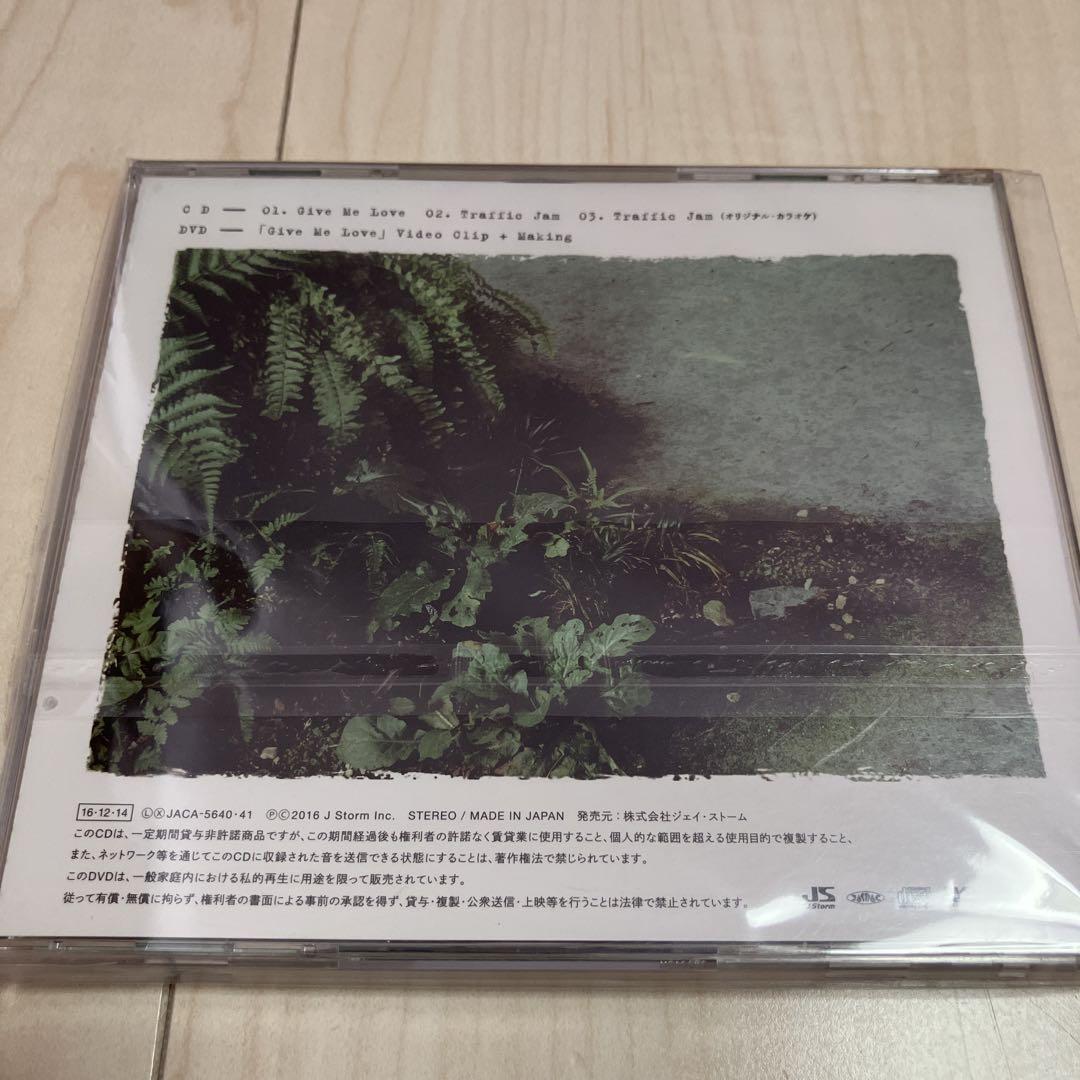 CD — 01. Give Me Love 02. Traffic Jam 03. Traffic Jam (オリジナル・カラオケ)
DVD — 「Give Me Love」 Video Clip + Making
16・12・14 ⓁⓍJACA-5640・41 ℗©2016 J Storm Inc. STEREO / MADE IN JAPAN 発売元：株式会社ジェイ・ストーム
このCDは、一定期間貸与非許諾商品ですが、この期間経過後も権利者の許諾なく賃貸業に使用すること、個人的な範囲を超える使用目的で複製すること、
また、ネットワーク等を通じてこのCDに収録された音を送信できる状態にすることは、著作権法で禁じられています。
このDVDは、一般家庭内における私的再生に用途を限って販売されています。
従って有償・無償に拘らず、権利者の書面による事前の承認を得ず、貸与・複製・公衆送信・上映等を行うことは法律で禁止されています。
JS
J Storm